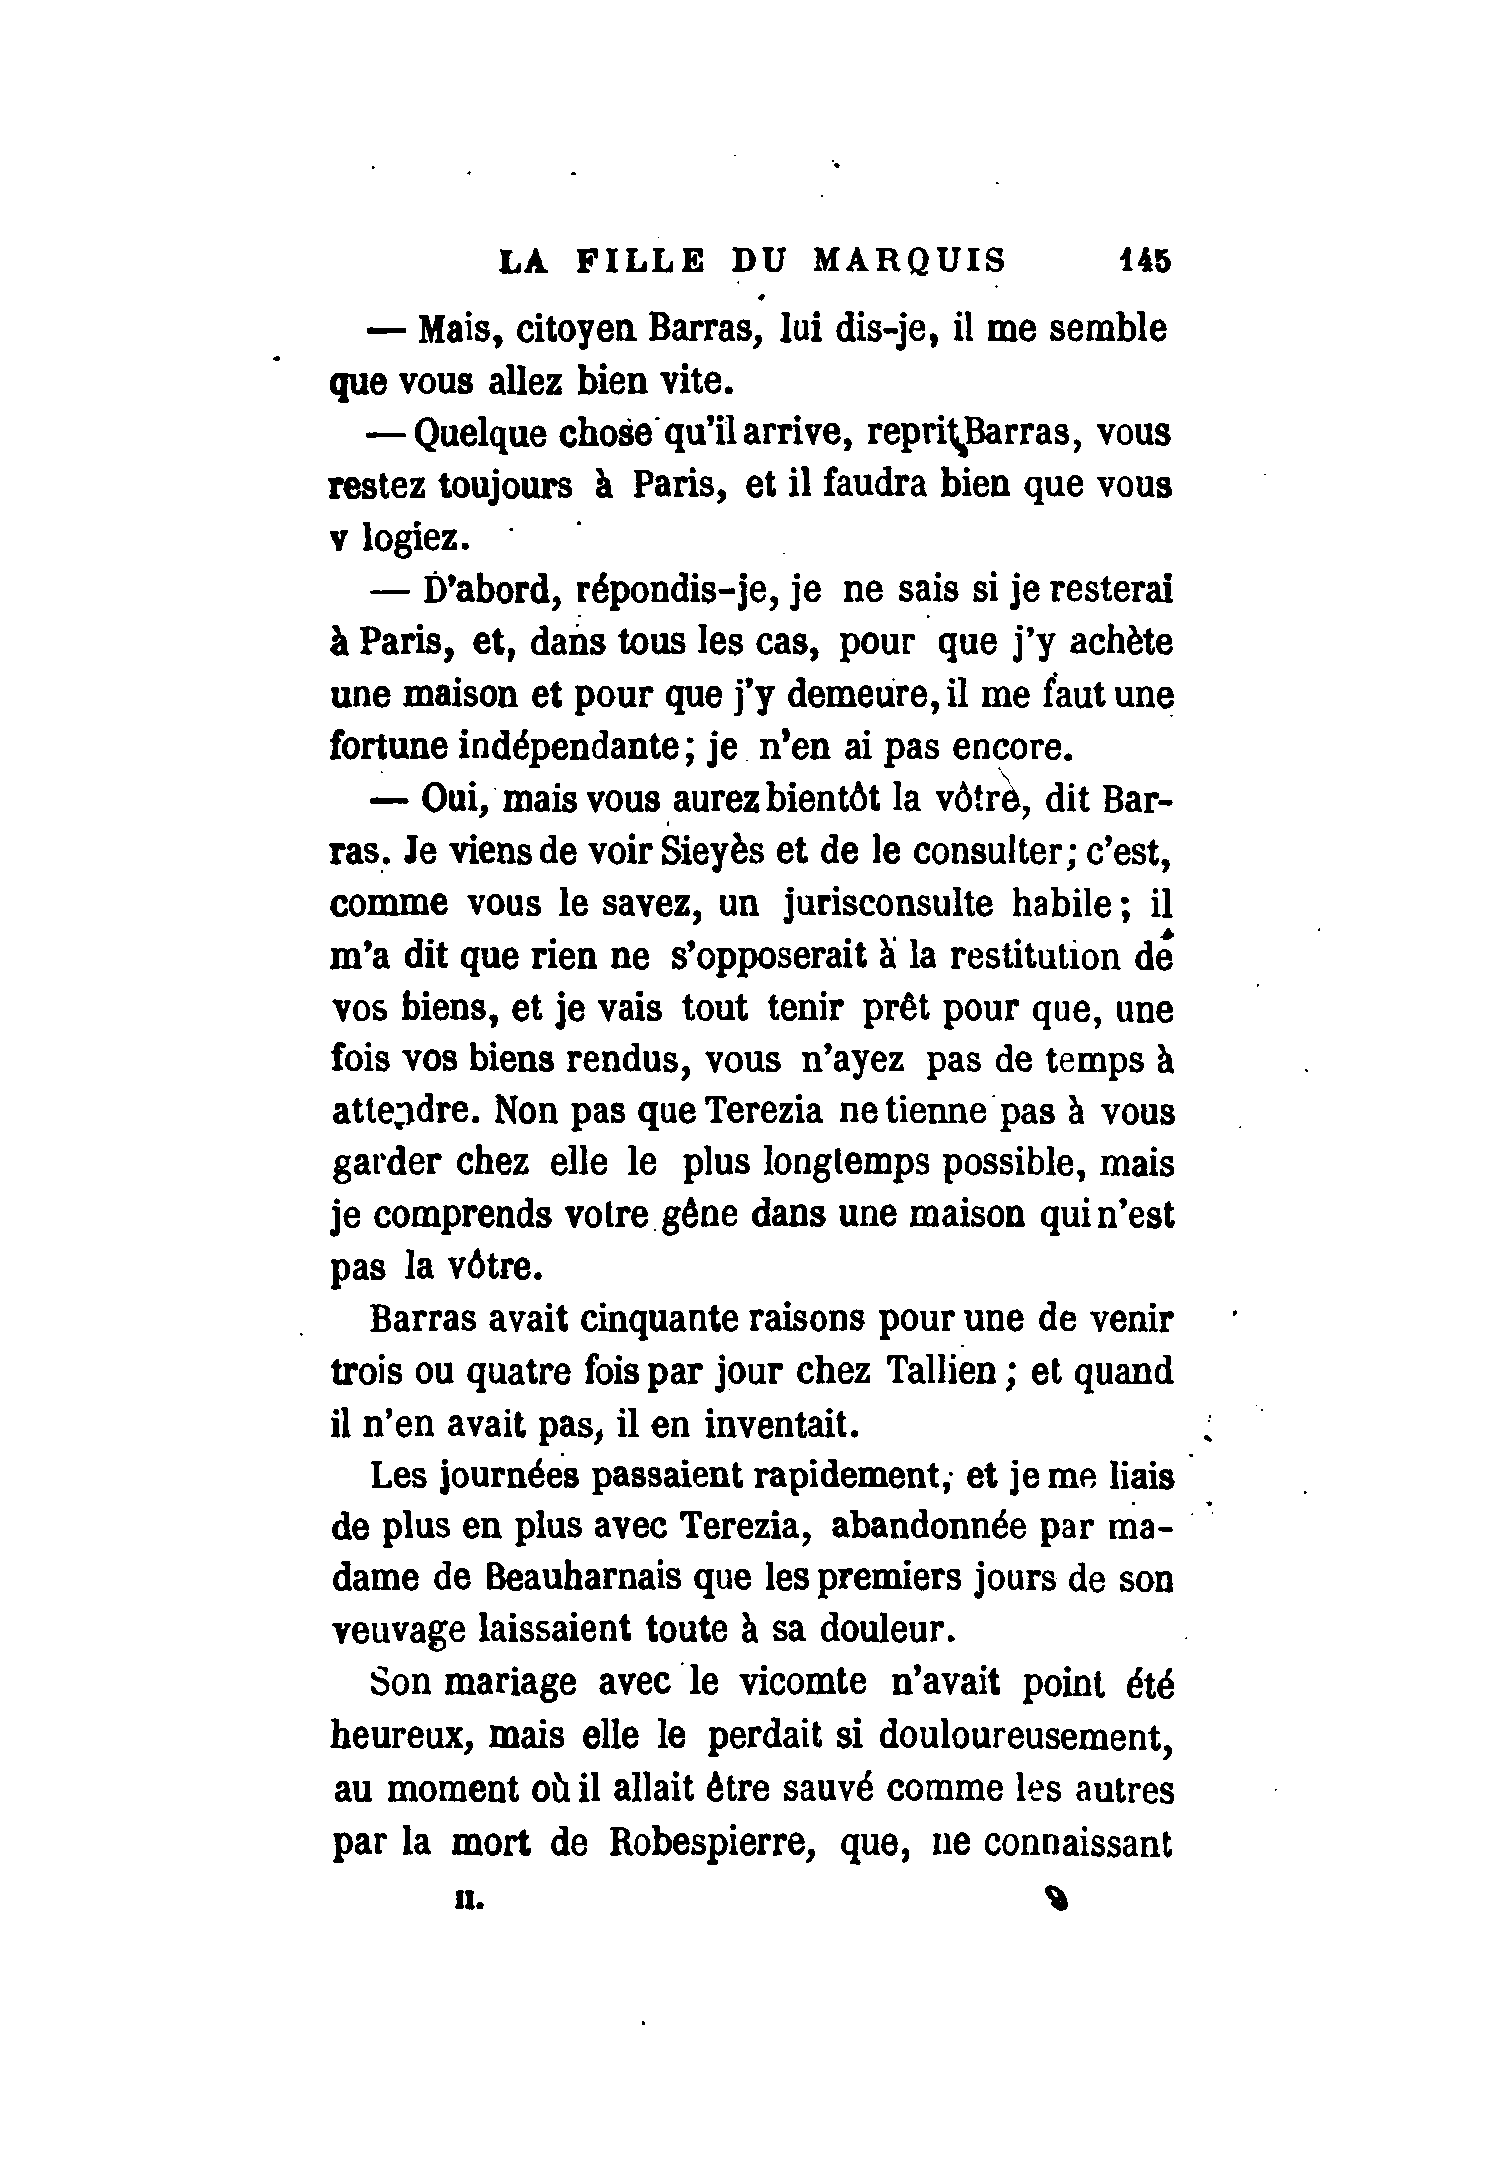 LA FILLE DU MARQUIS 145
— Mais, citoyen Barras, lui dis-je, il me semble
que vous allez bien vite.
— Quelque chose qu'il arrive, reprit Barras, vous
restez toujours à Paris, et il faudra bien que vous
y logiez.
— D'abord, répondis-je, je ne sais si je resterai
à Paris, et, dans tous les cas, pour que j'y achète
une maison et pour que j'y demeure, il me faut une
fortune indépendante; je n'en ai pas encore.
— Oui, mais vous aurez bientôt la vôtre, dit Bar-
ras. Je viens de voir Sieyès et de le consulter; c'est,
comme vous le savez, un jurisconsulte habile; il
m'a dit que rien ne s'opposerait à la restitution de
vos biens, et je vais tout tenir prêt pour que, une
fois vos biens rendus, vous n'ayez pas de temps à
attendre. Non pas que Terezia ne tienne pas à vous
garder chez elle le plus longtemps possible, mais
je comprends votre gêne dans une maison qui n'est
pas la vôtre.
Barras avait cinquante raisons pour une de venir
trois ou quatre fois par jour chez Tallien; et quand
il n'en avait pas, il en inventait.
Les journées passaient rapidement, et je me liais
de plus en plus avec Terezia, abandonnée par ma-
dame de Beauharnais que les premiers jours de son
veuvage laissaient toute à sa douleur.
Son mariage avec le vicomte n'avait point été
heureux, mais elle le perdait si douloureusement,
au moment où il allait être sauvé comme les autres
par la mort de Robespierre, que, ne connaissant
II. 9